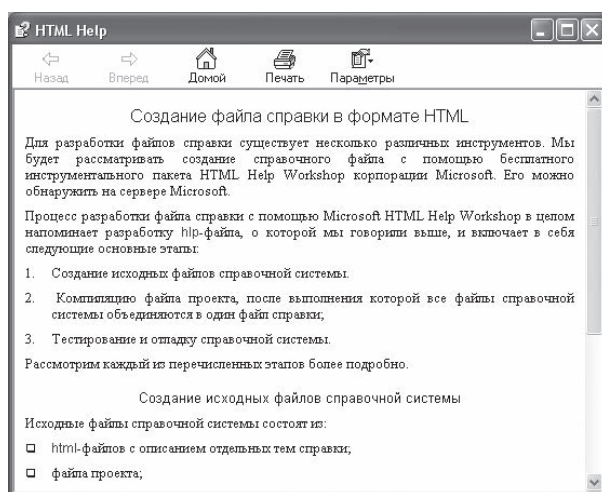 HTML Help
Назад Вперед Домой Печать Параметры
Создание файла справки в формате HTML
Для разработки файлов справки существует несколько различных инструментов. Мы
будет рассматривать создание справочного файла с помощью бесплатного
инструментального пакета HTML Help Workshop корпорации Microsoft. Его можно
обнаружить на сервере Microsoft.
Процесс разработки файла справки с помощью Microsoft HTML Help Workshop в целом
напоминает разработку hlp-файла, о которой мы говорили выше, и включает в себя
следующие основные этапы:
1. Создание исходных файлов справочной системы.
2. Компиляцию файла проекта, после выполнения которой все файлы справочной
системы объединяются в один файл справки;
3. Тестирование и отладку справочной системы.
Рассмотрим каждый из перечисленных этапов более подробно.
Создание исходных файлов справочной системы
Исходные файлы справочной системы состоят из:
html-файлов с описанием отдельных тем справки;
файла проекта;